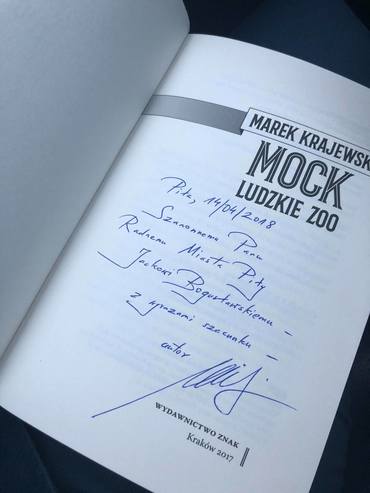 MAREK KRAJEWSK
MOCK
LUDZKIE ZOO
Piła, 14/04/2018
Szanownemu Panu
Radnemu Miasta Piły
Jackowi Bogusławskiemu –
z wyrazami szacunku –
autor
WYDAWNICTWO ZNAK
Kraków 2017